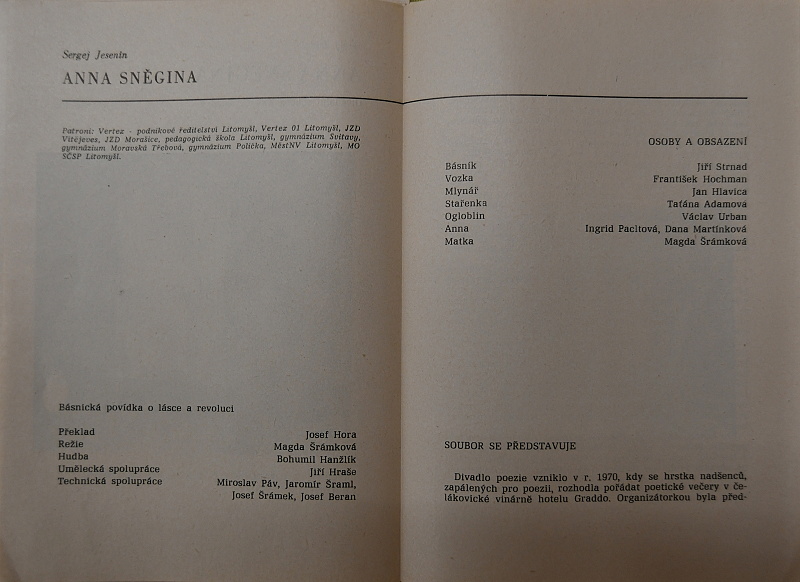 Sergej Jesenin
ANNA SNĚGINA
Patroni: Vertex - podnikové ředitelství Litomyšl, Vertex 01 Litomyšl, JZD
Vítějeves, JZD Morašice, pedagogická škola Litomyšl, gymnázium Svitavy,
gymnázium Moravská Třebová, gymnázium Polička, MěstNV Litomyšl, MO
SČSP Litomyšl.
Básnická povídka o lásce a revoluci
Překlad Josef Hora
Režie Magda Šrámková
Hudba Bohumil Hanžlík
Umělecká spolupráce Jiří Hraše
Technická spolupráce Miroslav Páv, Jaromír Šraml,
Josef Šrámek, Josef Beran
OSOBY A OBSAZENÍ
Básník Jiří Strnad
Vozka František Hochman
Mlynář Jan Hlavica
Stařenka Taťána Adamová
Ogloblin Václav Urban
Anna Ingrid Pacltová, Dana Martínková
Matka Magda Šrámková
SOUBOR SE PŘEDSTAVUJE
Divadlo poezie vzniklo v r. 1970, kdy se hrstka nadšenců,
zapálených pro poezii, rozhodla pořádat poetické večery v če-
lákovické vinárně hotelu Graddo. Organizátorkou byla před-